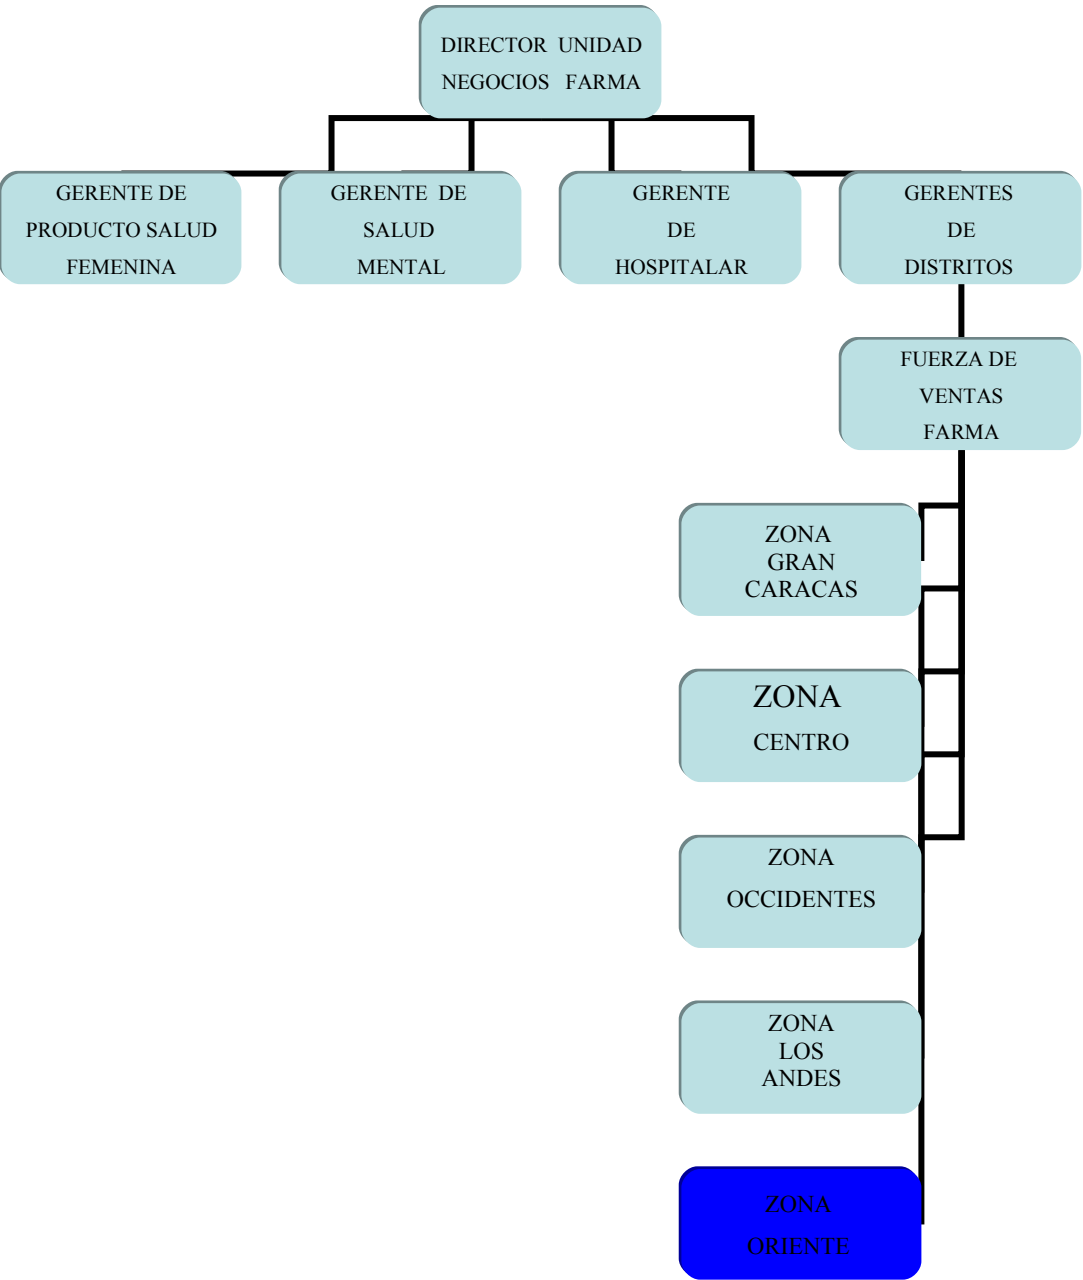 DIRECTOR UNIDAD
NEGOCIOS FARMA
GERENTE DE
PRODUCTO SALUD
FEMENINA
GERENTE DE
SALUD
MENTAL
GERENTE
DE
HOSPITALAR
GERENTES
DE
DISTRITOS
FUERZA DE
VENTAS
FARMA
ZONA
GRAN
CARACAS
ZONA
CENTRO
ZONA
OCCIDENTES
ZONA
LOS
ANDES
ZONA
ORIENTE